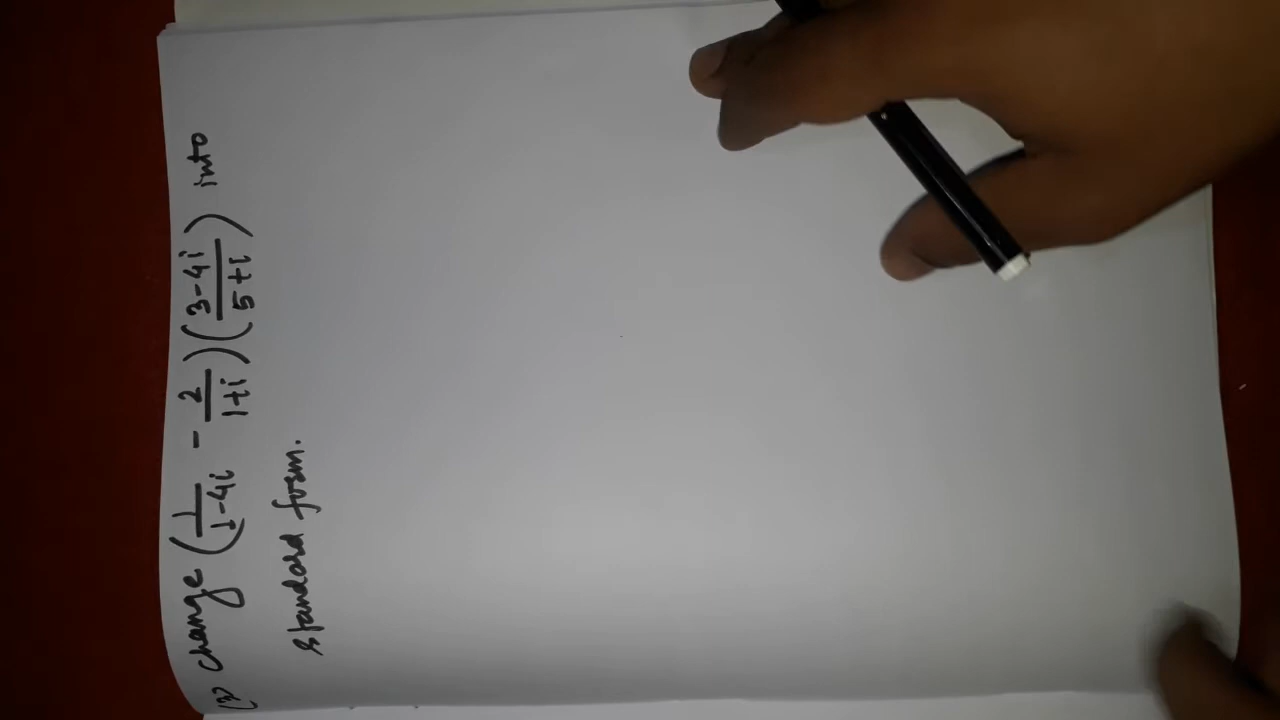 (3) change (1/1-4i - 2/1+i)(3-4i/5+i) into
standard form.